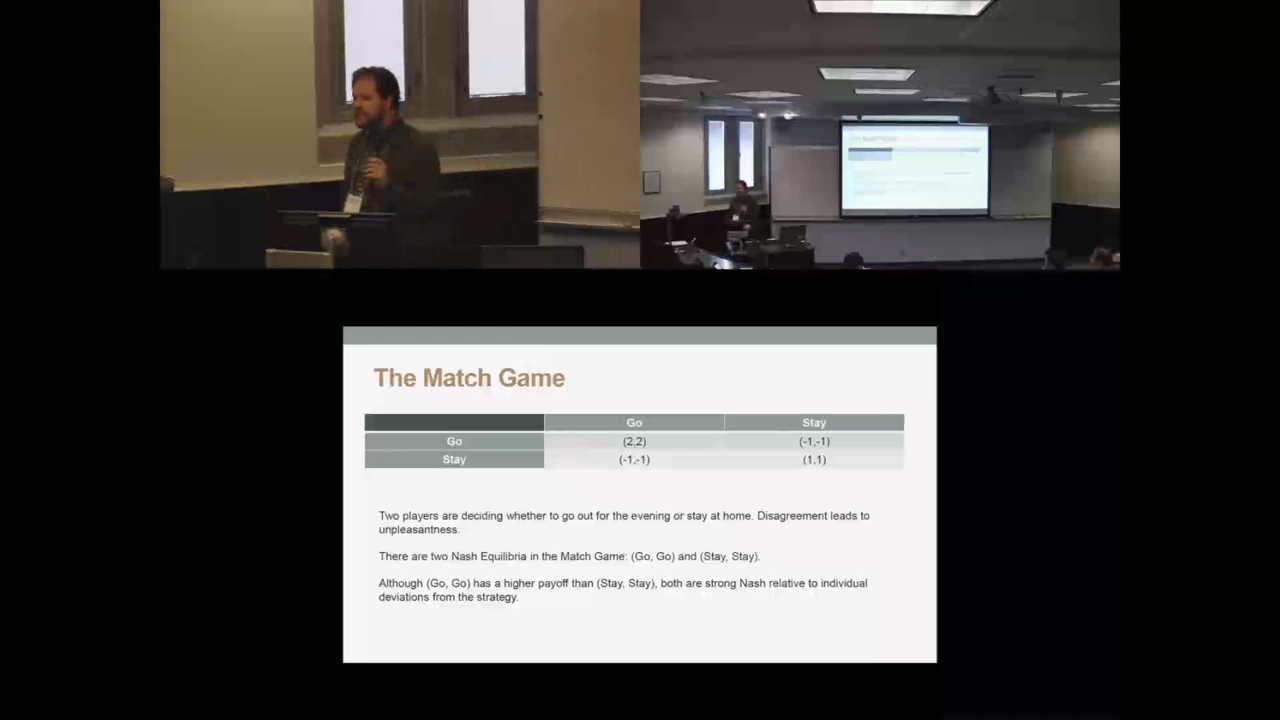 The Match Game
Go Stay
Go (2,2) (-1,-1)
Stay (-1,-1) (1,1)
Two players are deciding whether to go out for the evening or stay at home. Disagreement leads to
unpleasantness.
There are two Nash Equilibria in the Match Game: (Go, Go) and (Stay, Stay).
Although (Go, Go) has a higher payoff than (Stay, Stay), both are strong Nash relative to individual
deviations from the strategy.